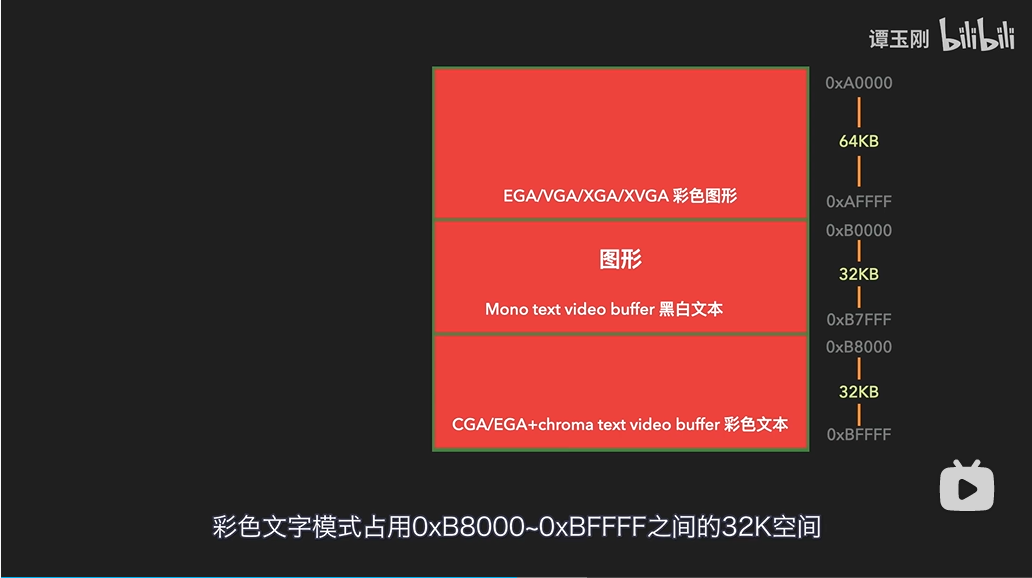 谭玉刚 bilibili
0xA0000
64KB
EGA/VGA/XGA/XVGA 彩色图形
0xAFFFF
0xB0000
图形
32KB
Mono text video buffer 黑白文本
0xB7FFF
0xB8000
32KB
CGA/EGA+chroma text video buffer 彩色文本
0xBFFFF
彩色文字模式占用0xB8000~0xBFFFF之间的32K空间